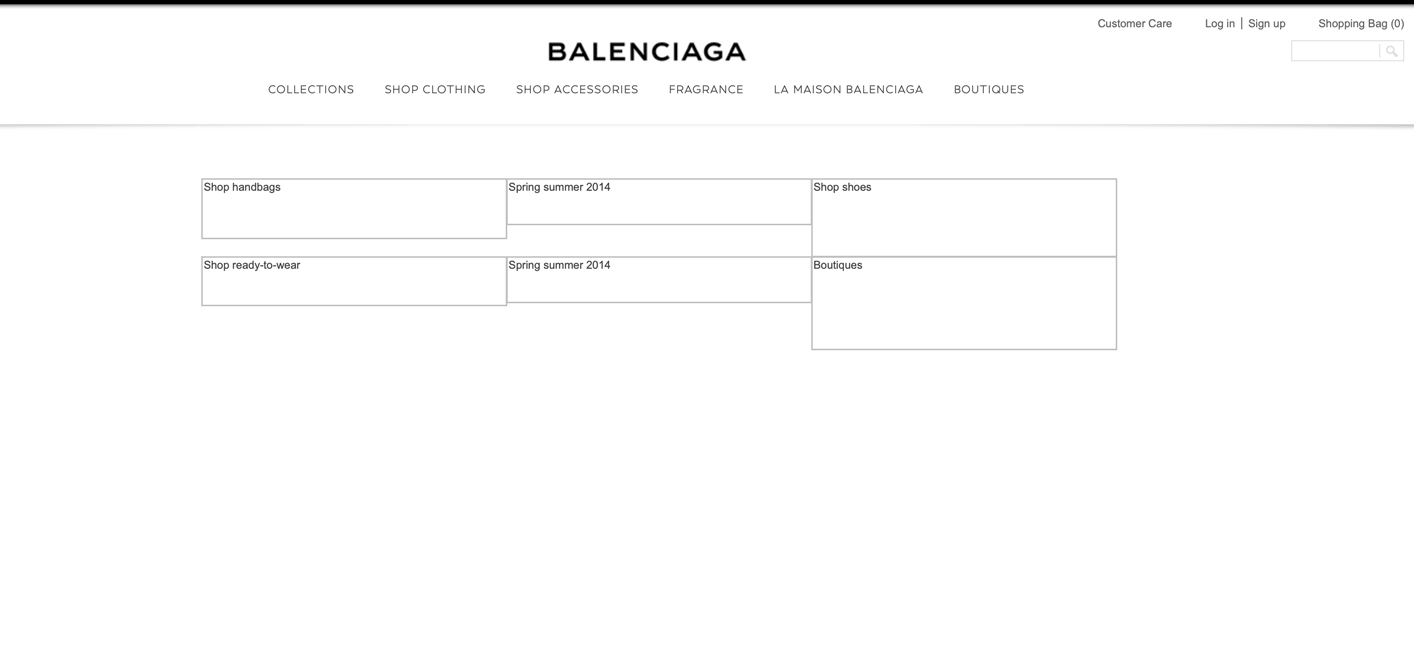 Customer Care Log in | Sign up Shopping Bag (0)
BALENCIAGA
COLLECTIONS SHOP CLOTHING SHOP ACCESSORIES FRAGRANCE LA MAISON BALENCIAGA BOUTIQUES
Shop handbags Spring summer 2014 Shop shoes
Shop ready-to-wear Spring summer 2014 Boutiques